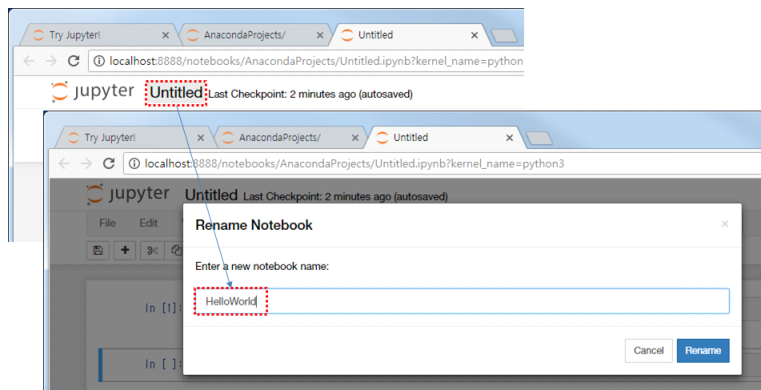 Try Jupyter!
AnacondaProjects/
Untitled
localhost:8888/notebooks/AnacondaProjects/Untitled.ipynb?kernel_name=python
jupyter Untitled Last Checkpoint: 2 minutes ago (autosaved)
Try Jupyter!
AnacondaProjects/
Untitled
localhost:8888/notebooks/AnacondaProjects/Untitled.ipynb?kernel_name=python3
jupyter Untitled Last Checkpoint: 2 minutes ago (autosaved)
File Edit
Rename Notebook
Enter a new notebook name:
HelloWorld
In [1]:
Cancel Rename
In [ ]: